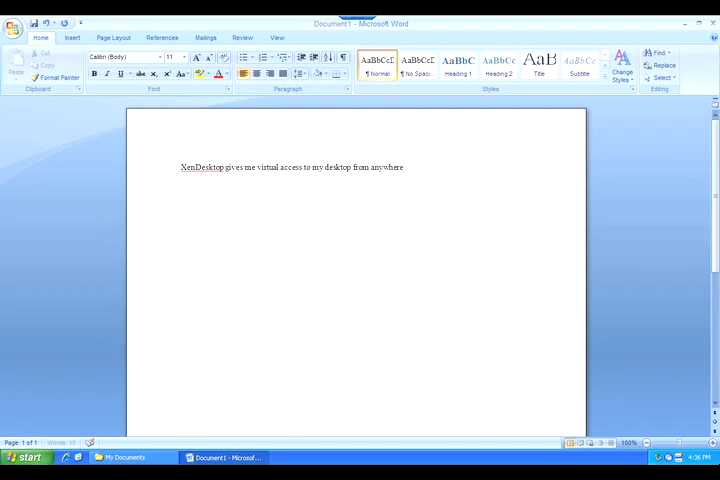 Document1 - Microsoft Word
Home Insert Page Layout References Mailings Review View
Paste
Cut
Copy
Format Painter
Clipboard
Calibri (Body) 11
Font
Paragraph
AaBbCcD AaBbCcD AaBbC AaBbCc AaB AaBbCc
¶ Normal ¶ No Spaci... Heading 1 Heading 2 Title Subtitle
Change Styles
Styles
Find
Replace
Select
Editing
XenDesktop gives me virtual access to my desktop from anywhere
Page: 1 of 1 Words: 10 100%
start My Documents Document1 - Microsof... 4:36 PM